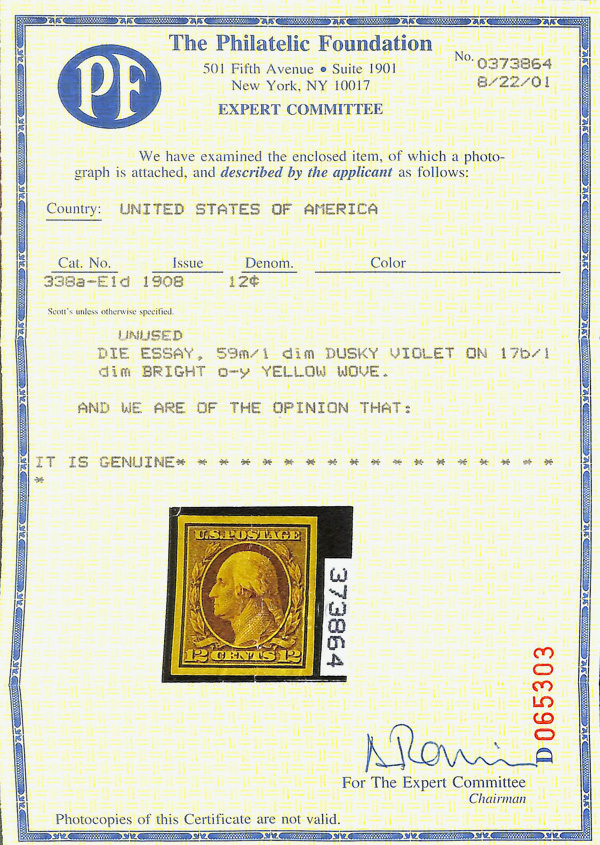 PF
The Philatelic Foundation
501 Fifth Avenue • Suite 1901
New York, NY 10017
EXPERT COMMITTEE
No. 0373864
8/22/01
We have examined the enclosed item, of which a photo-
graph is attached, and described by the applicant as follows:
Country: UNITED STATES OF AMERICA
Cat. No. Issue Denom. Color
338a-E1d 1908 12¢
Scott's unless otherwise specified.
UNUSED
DIE ESSAY, 59m/1 dim DUSKY VIOLET ON 17b/1
dim BRIGHT o-y YELLOW WOVE.
AND WE ARE OF THE OPINION THAT:
IT IS GENUINE* * * * * * * * * * * * * * * * * *
*
U.S. POSTAGE
12 CENTS 12
373864
D 065303
For The Expert Committee
Chairman
Photocopies of this Certificate are not valid.